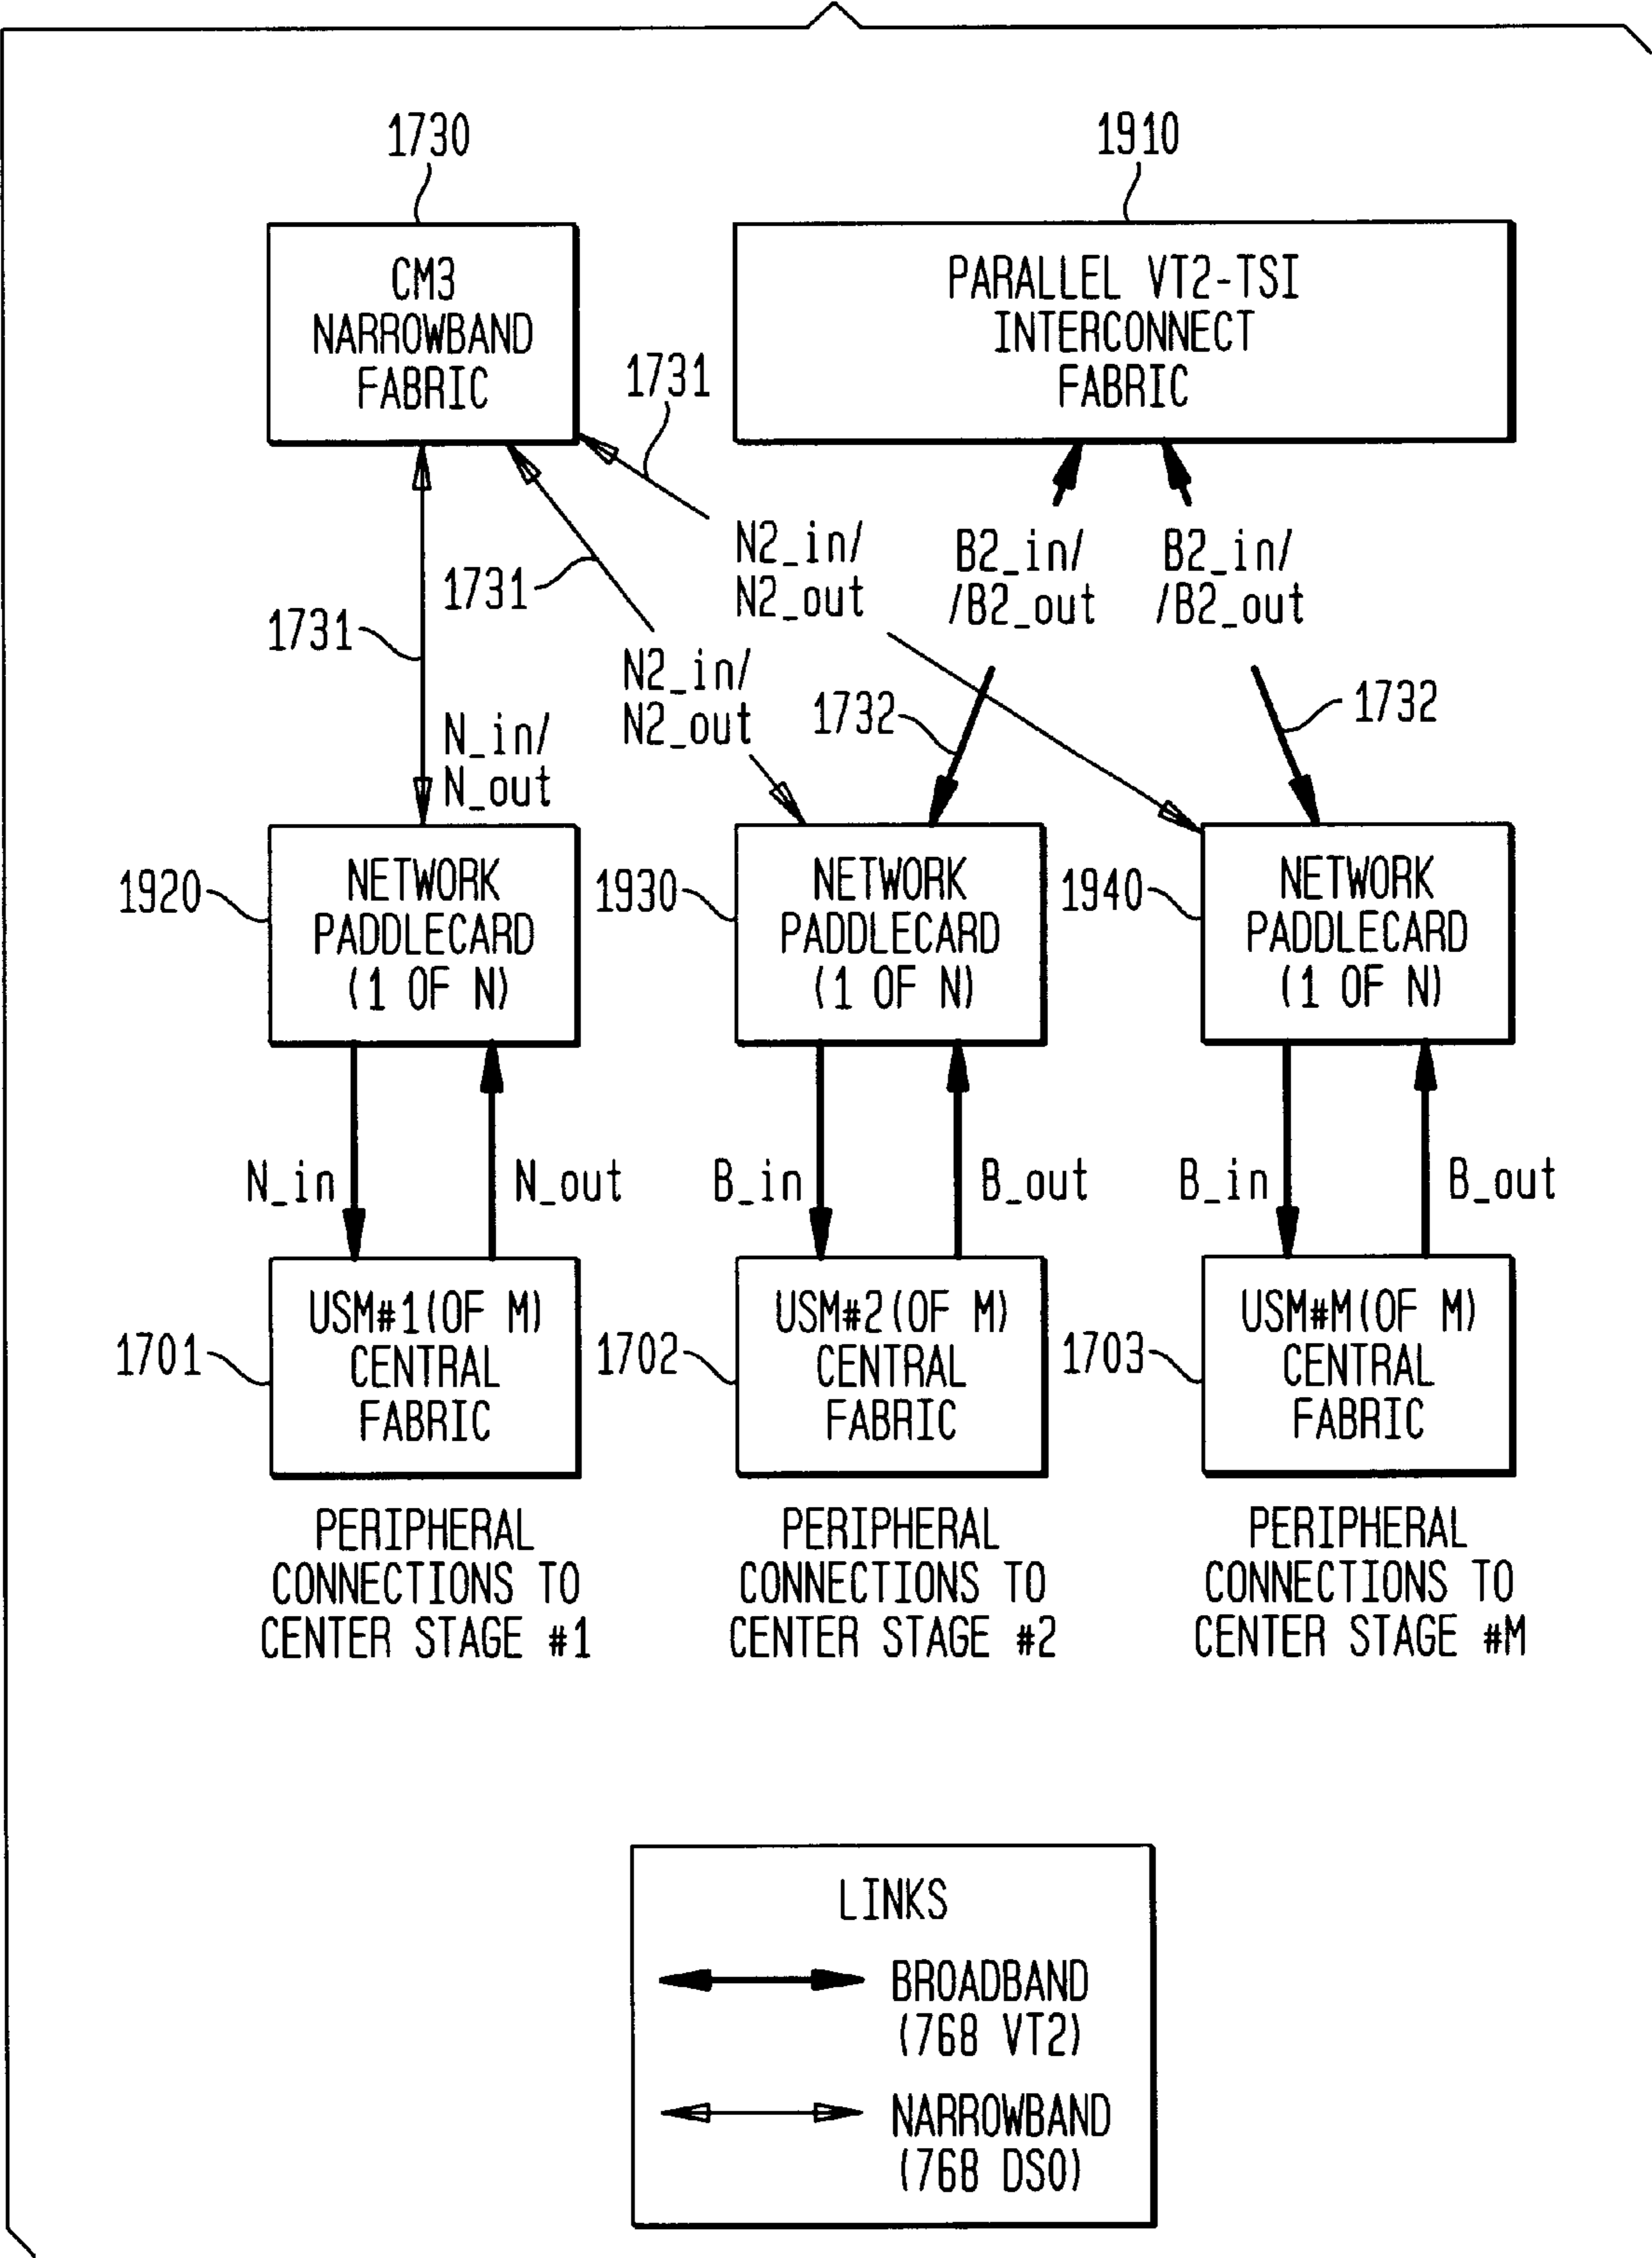 1730
1910
CM3
NARROWBAND
FABRIC
PARALLEL VT2-TSI
INTERCONNECT
FABRIC
1731
N2_in/
N2_out
B2_in/
/B2_out
B2_in/
/B2_out
1731
1731
N2_in/
N2_out
1732
1732
N_in/
N_out
1920
NETWORK
PADDLECARD
(1 OF N)
1930
NETWORK
PADDLECARD
(1 OF N)
1940
NETWORK
PADDLECARD
(1 OF N)
N_in
N_out
B_in
B_out
B_in
B_out
1701
USM#1(OF M)
CENTRAL
FABRIC
1702
USM#2(OF M)
CENTRAL
FABRIC
1703
USM#M(OF M)
CENTRAL
FABRIC
PERIPHERAL
CONNECTIONS TO
CENTER STAGE #1
PERIPHERAL
CONNECTIONS TO
CENTER STAGE #2
PERIPHERAL
CONNECTIONS TO
CENTER STAGE #M
LINKS
BROADBAND
(768 VT2)
NARROWBAND
(768 DS0)